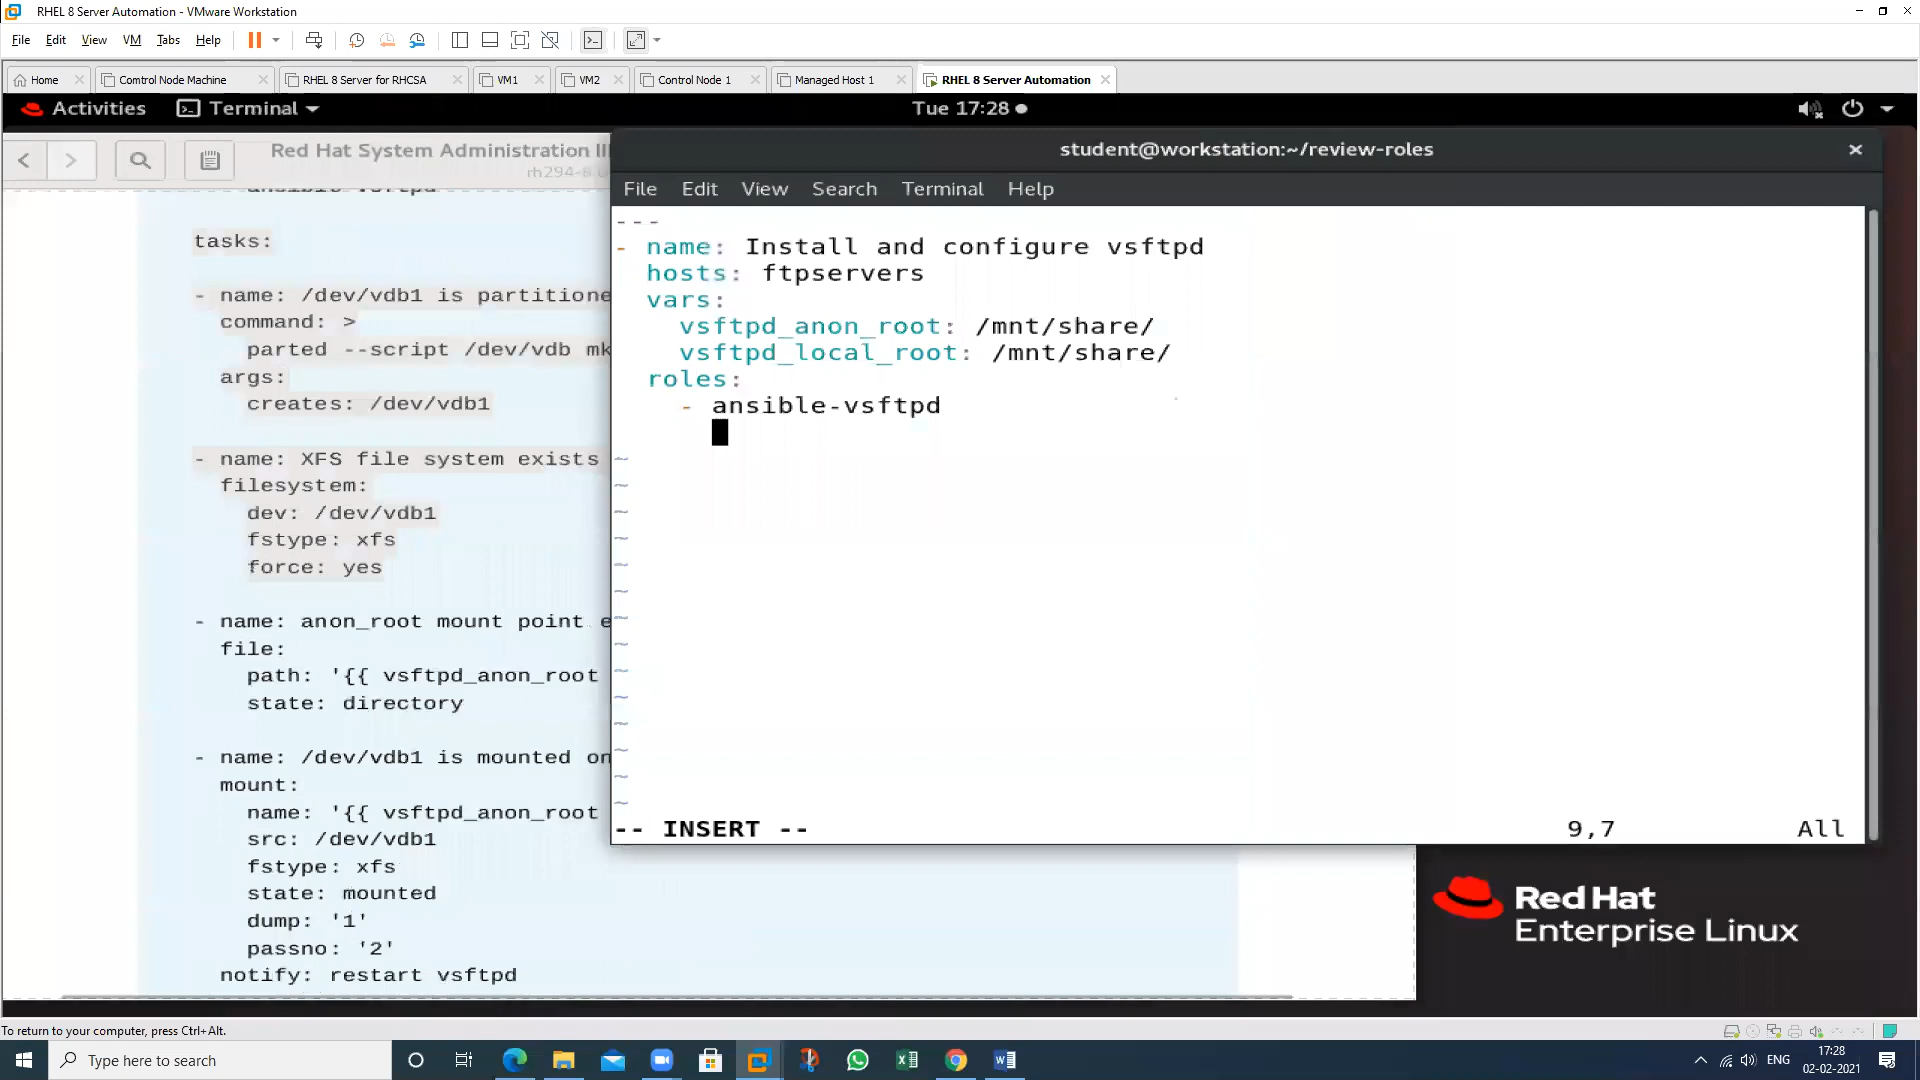 RHEL 8 Server Automation - VMware Workstation
File Edit View VM Tabs Help
Home Comtrol Node Machine RHEL 8 Server for RHCSA VM1 VM2 Control Node 1 Managed Host 1 RHEL 8 Server Automation
Activities Terminal Tue 17:28
Red Hat System Administration III
student@workstation:~/review-roles
File Edit View Search Terminal Help
tasks:
- name: /dev/vdb1 is partitione
command: >
parted --script /dev/vdb mk
args:
creates: /dev/vdb1
- name: XFS file system exists
filesystem:
dev: /dev/vdb1
fstype: xfs
force: yes
- name: anon_root mount point e
file:
path: '{{ vsftpd_anon_root
state: directory
- name: /dev/vdb1 is mounted on
mount:
name: '{{ vsftpd_anon_root
src: /dev/vdb1
fstype: xfs
state: mounted
dump: '1'
passno: '2'
notify: restart vsftpd
---
- name: Install and configure vsftpd
hosts: ftpservers
vars:
vsftpd_anon_root: /mnt/share/
vsftpd_local_root: /mnt/share/
roles:
- ansible-vsftpd
~
~
~
~
~
~
~
~
~
~
~
~
~
~
-- INSERT -- 9,7 All
Red Hat
Enterprise Linux
To return to your computer, press Ctrl+Alt.
Type here to search
ENG
17:28
02-02-2021